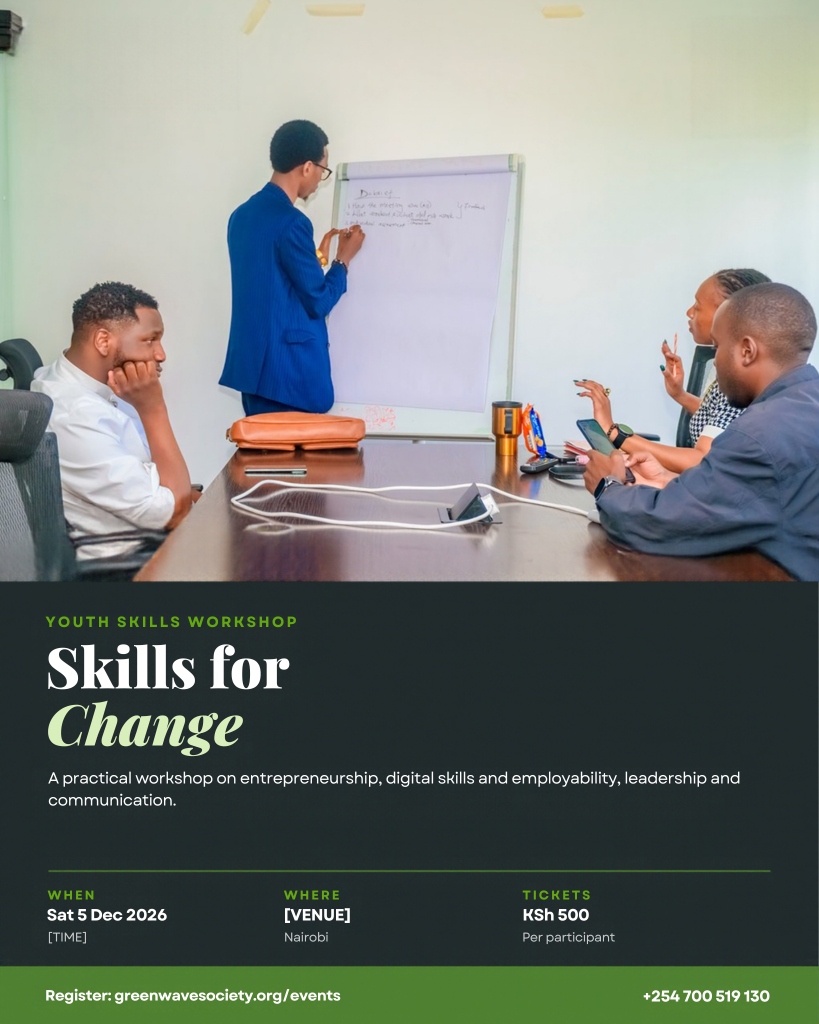 YOUTH SKILLS WORKSHOP
Skills for
Change
A practical workshop on entrepreneurship, digital skills and employability, leadership and
communication.
WHEN
Sat 5 Dec 2026
[TIME]
WHERE
[VENUE]
Nairobi
TICKETS
KSh 500
Per participant
Register: greenwavesociety.org/events
+254 700 519 130